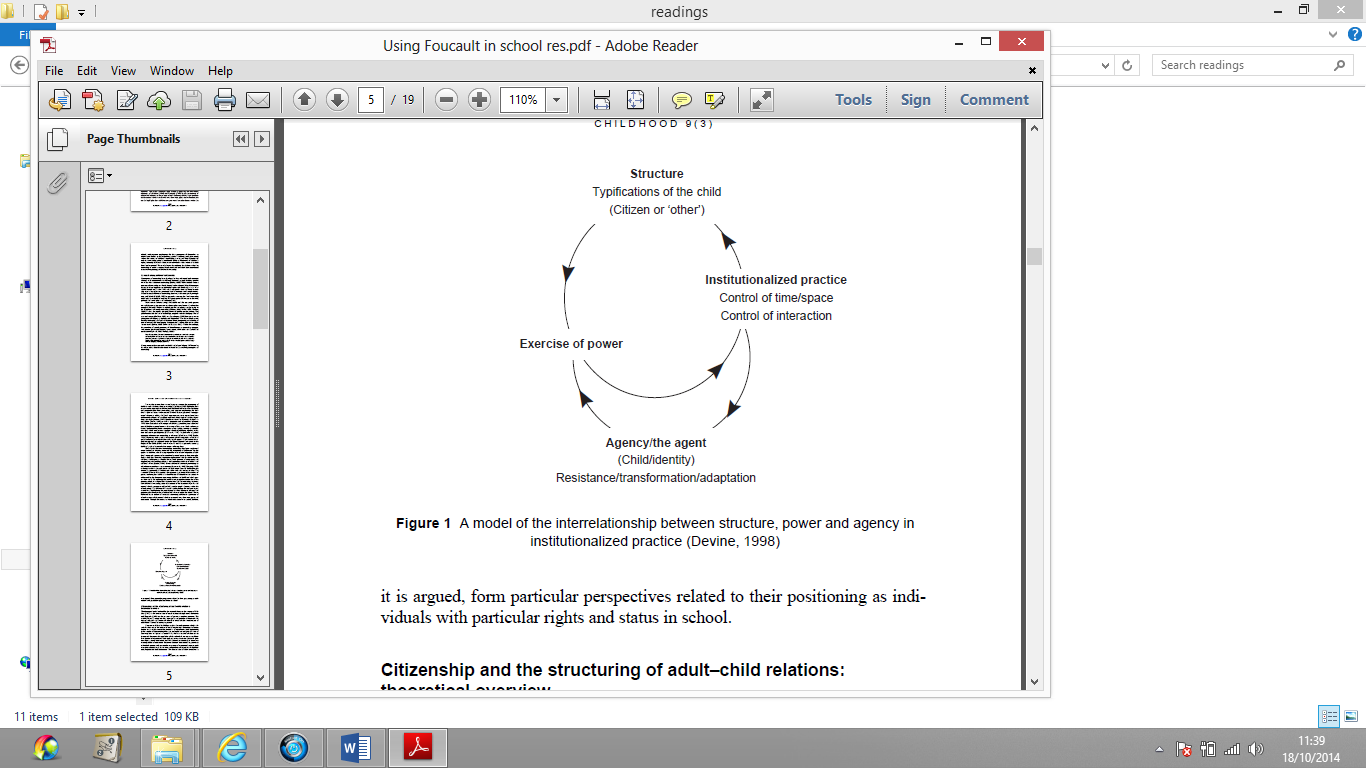 readings
Fil
Search readings
Using Foucault in school res.pdf - Adobe Reader
File Edit View Window Help
5 / 19 110% Tools Sign Comment
Page Thumbnails
2
3
4
5
CHILDHOOD 9(3)
Structure
Typifications of the child
(Citizen or ‘other’)
Institutionalized practice
Control of time/space
Control of interaction
Exercise of power
Agency/the agent
(Child/identity)
Resistance/transformation/adaptation
Figure 1 A model of the interrelationship between structure, power and agency in
institutionalized practice (Devine, 1998)
it is argued, form particular perspectives related to their positioning as indi-
viduals with particular rights and status in school.
Citizenship and the structuring of adult–child relations:
theoretical overview
11 items 1 item selected 109 KB
11:39
18/10/2014